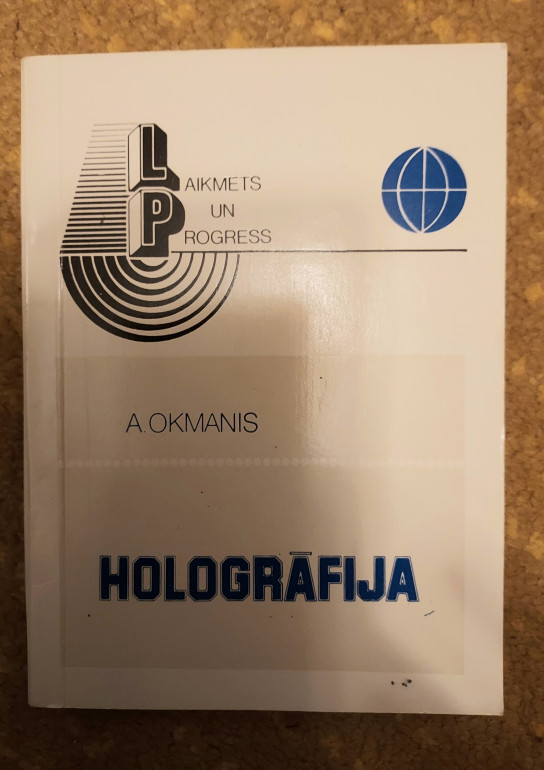 LAIKMETS
UN
PROGRESS
A. OKMANIS
HOLOGRĀFIJA